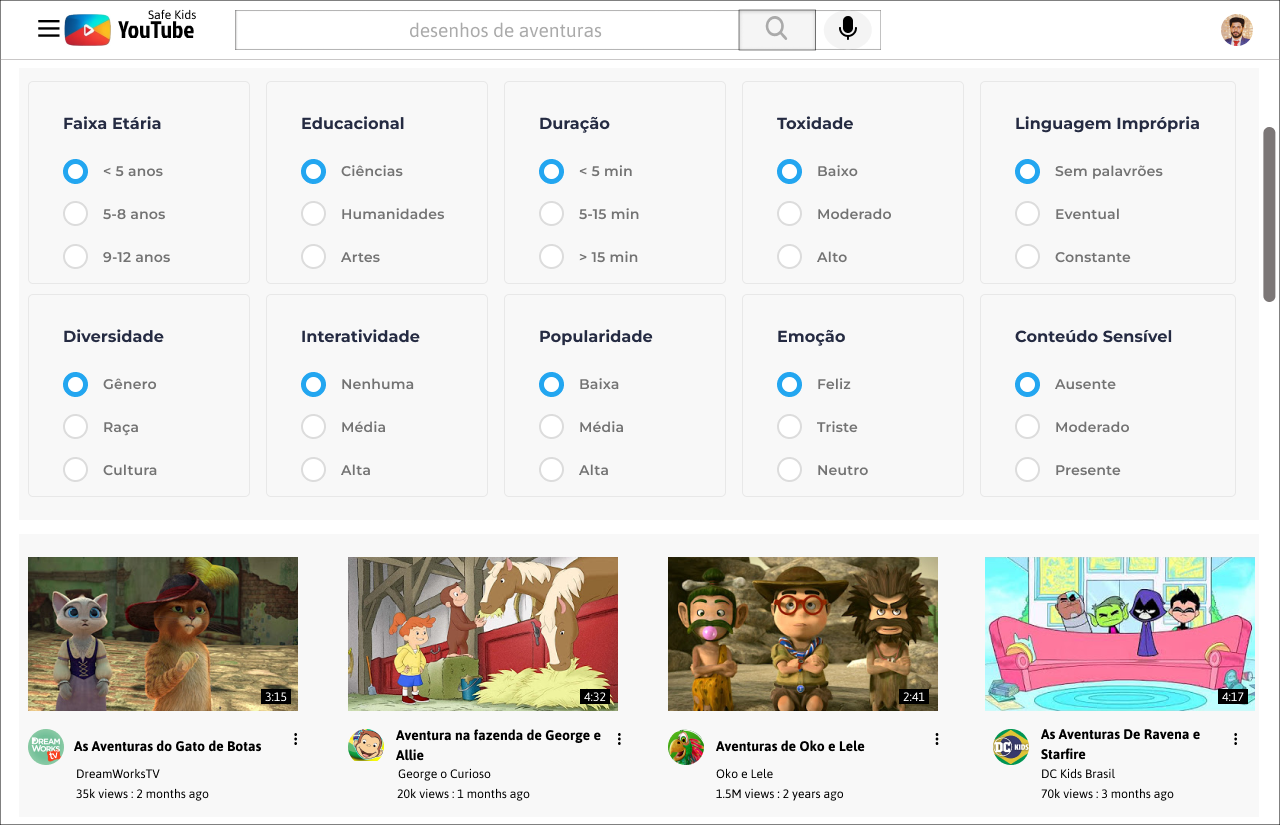 Safe Kids
YouTube
desenhos de aventuras
Faixa Etária
< 5 anos
5-8 anos
9-12 anos
Educacional
Ciências
Humanidades
Artes
Duração
< 5 min
5-15 min
> 15 min
Toxidade
Baixo
Moderado
Alto
Linguagem Imprópria
Sem palavrões
Eventual
Constante
Diversidade
Gênero
Raça
Cultura
Interatividade
Nenhuma
Média
Alta
Popularidade
Baixa
Média
Alta
Emoção
Feliz
Triste
Neutro
Conteúdo Sensível
Ausente
Moderado
Presente
3:15
DREAMWORKS
tv
As Aventuras do Gato de Botas
DreamWorksTV
35k views : 2 months ago
4:32
Aventura na fazenda de George e
Allie
George o Curioso
20k views : 1 months ago
2:41
Aventuras de Oko e Lele
Oko e Lele
1.5M views : 2 years ago
4:17
DC KIDS
As Aventuras De Ravena e
Starfire
DC Kids Brasil
70k views : 3 months ago